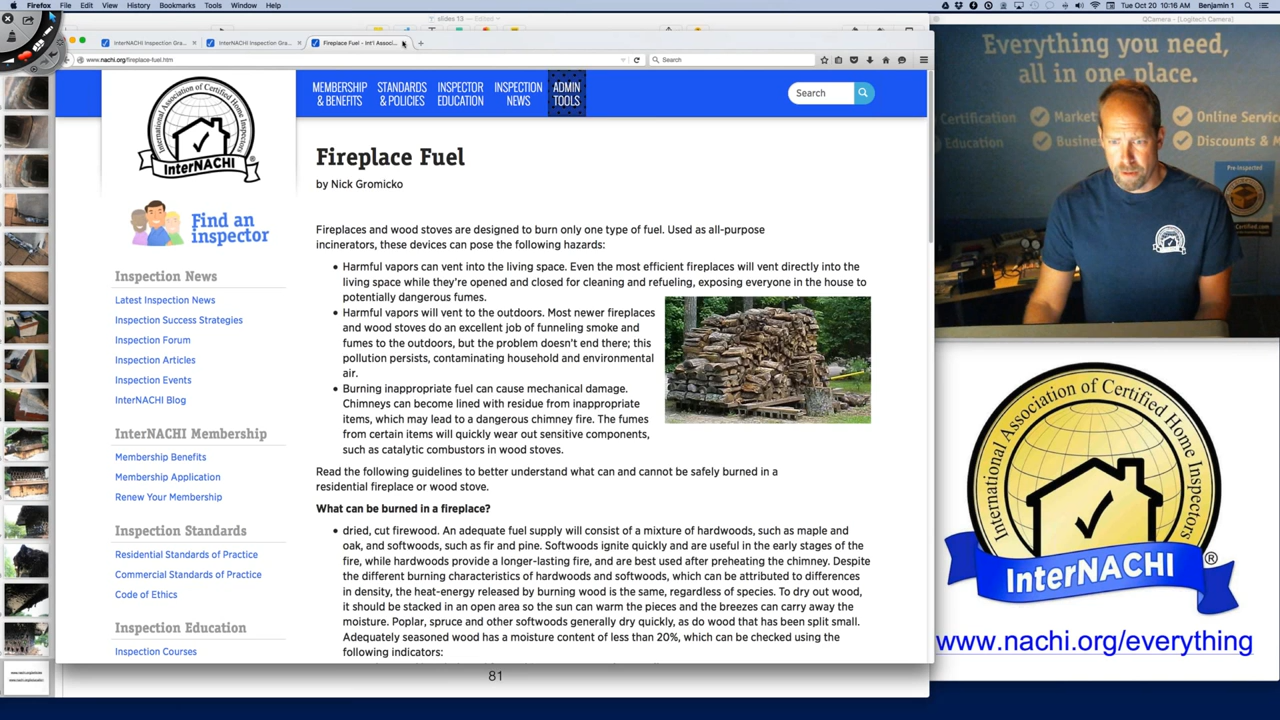 Firefox File Edit View History Bookmarks Tools Window Help
Tue Oct 20 10:16 AM Benjamin 1
slides 13 — Edited
QCamera — [Logitech Camera]
InterNACHI Inspection Gra...
InterNACHI Inspection Gra...
Fireplace Fuel - Int'l Associ...
www.nachi.org/fireplace-fuel.htm
Search
MEMBERSHIP & BENEFITS
STANDARDS & POLICIES
INSPECTOR EDUCATION
INSPECTION NEWS
ADMIN TOOLS
Search
International Association of Certified Home Inspectors
InterNACHI ®
Find an
inspector
Inspection News
Latest Inspection News
Inspection Success Strategies
Inspection Forum
Inspection Articles
Inspection Events
InterNACHI Blog
InterNACHI Membership
Membership Benefits
Membership Application
Renew Your Membership
Inspection Standards
Residential Standards of Practice
Commercial Standards of Practice
Code of Ethics
Inspection Education
Inspection Courses
Fireplace Fuel
by Nick Gromicko
Fireplaces and wood stoves are designed to burn only one type of fuel. Used as all-purpose
incinerators, these devices can pose the following hazards:
• Harmful vapors can vent into the living space. Even the most efficient fireplaces will vent directly into the
living space while they're opened and closed for cleaning and refueling, exposing everyone in the house to
potentially dangerous fumes.
• Harmful vapors will vent to the outdoors. Most newer fireplaces
and wood stoves do an excellent job of funneling smoke and
fumes to the outdoors, but the problem doesn't end there; this
pollution persists, contaminating household and environmental
air.
• Burning inappropriate fuel can cause mechanical damage.
Chimneys can become lined with residue from inappropriate
items, which may lead to a dangerous chimney fire. The fumes
from certain items will quickly wear out sensitive components,
such as catalytic combustors in wood stoves.
Read the following guidelines to better understand what can and cannot be safely burned in a
residential fireplace or wood stove.
What can be burned in a fireplace?
• dried, cut firewood. An adequate fuel supply will consist of a mixture of hardwoods, such as maple and
oak, and softwoods, such as fir and pine. Softwoods ignite quickly and are useful in the early stages of the
fire, while hardwoods provide a longer-lasting fire, and are best used after preheating the chimney. Despite
the different burning characteristics of hardwoods and softwoods, which can be attributed to differences
in density, the heat-energy released by burning wood is the same, regardless of species. To dry out wood,
it should be stacked in an open area so the sun can warm the pieces and the breezes can carry away the
moisture. Poplar, spruce and other softwoods generally dry quickly, as do wood that has been split small.
Adequately seasoned wood has a moisture content of less than 20%, which can be checked using the
following indicators:
81
Everything you need,
all in one place.
Certification
Market
Online Service
Education
Busine
Discounts & M
Pre-Inspected
International Association of Certified Home Inspectors
InterNACHI ®
www.nachi.org/everything